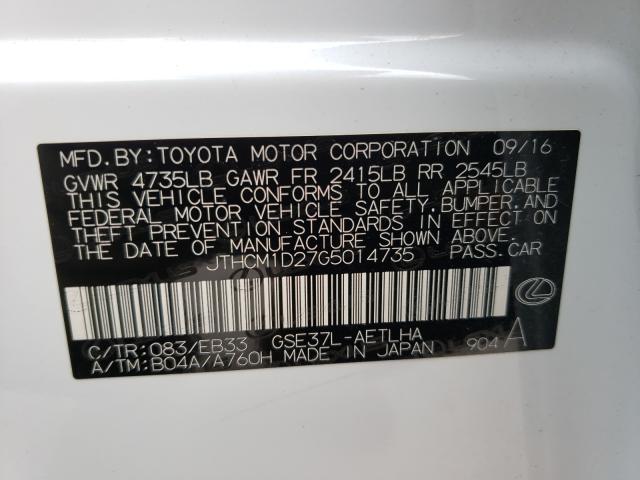 MFD.BY:TOYOTA MOTOR CORPORATION 09/16
GVWR 4735LB GAWR FR 2415LB RR 2545LB
THIS VEHICLE CONFORMS TO ALL APPLICABLE
FEDERAL MOTOR VEHICLE SAFETY,BUMPER,AND
THEFT PREVENTION STANDARDS IN EFFECT ON
THE DATE OF MANUFACTURE SHOWN ABOVE.
JTHCM1D27G5014735 PASS.CAR
C/TR:083/EB33 GSE37L-AETLHA
A/TM:B04A/A760H MADE IN JAPAN 904 A